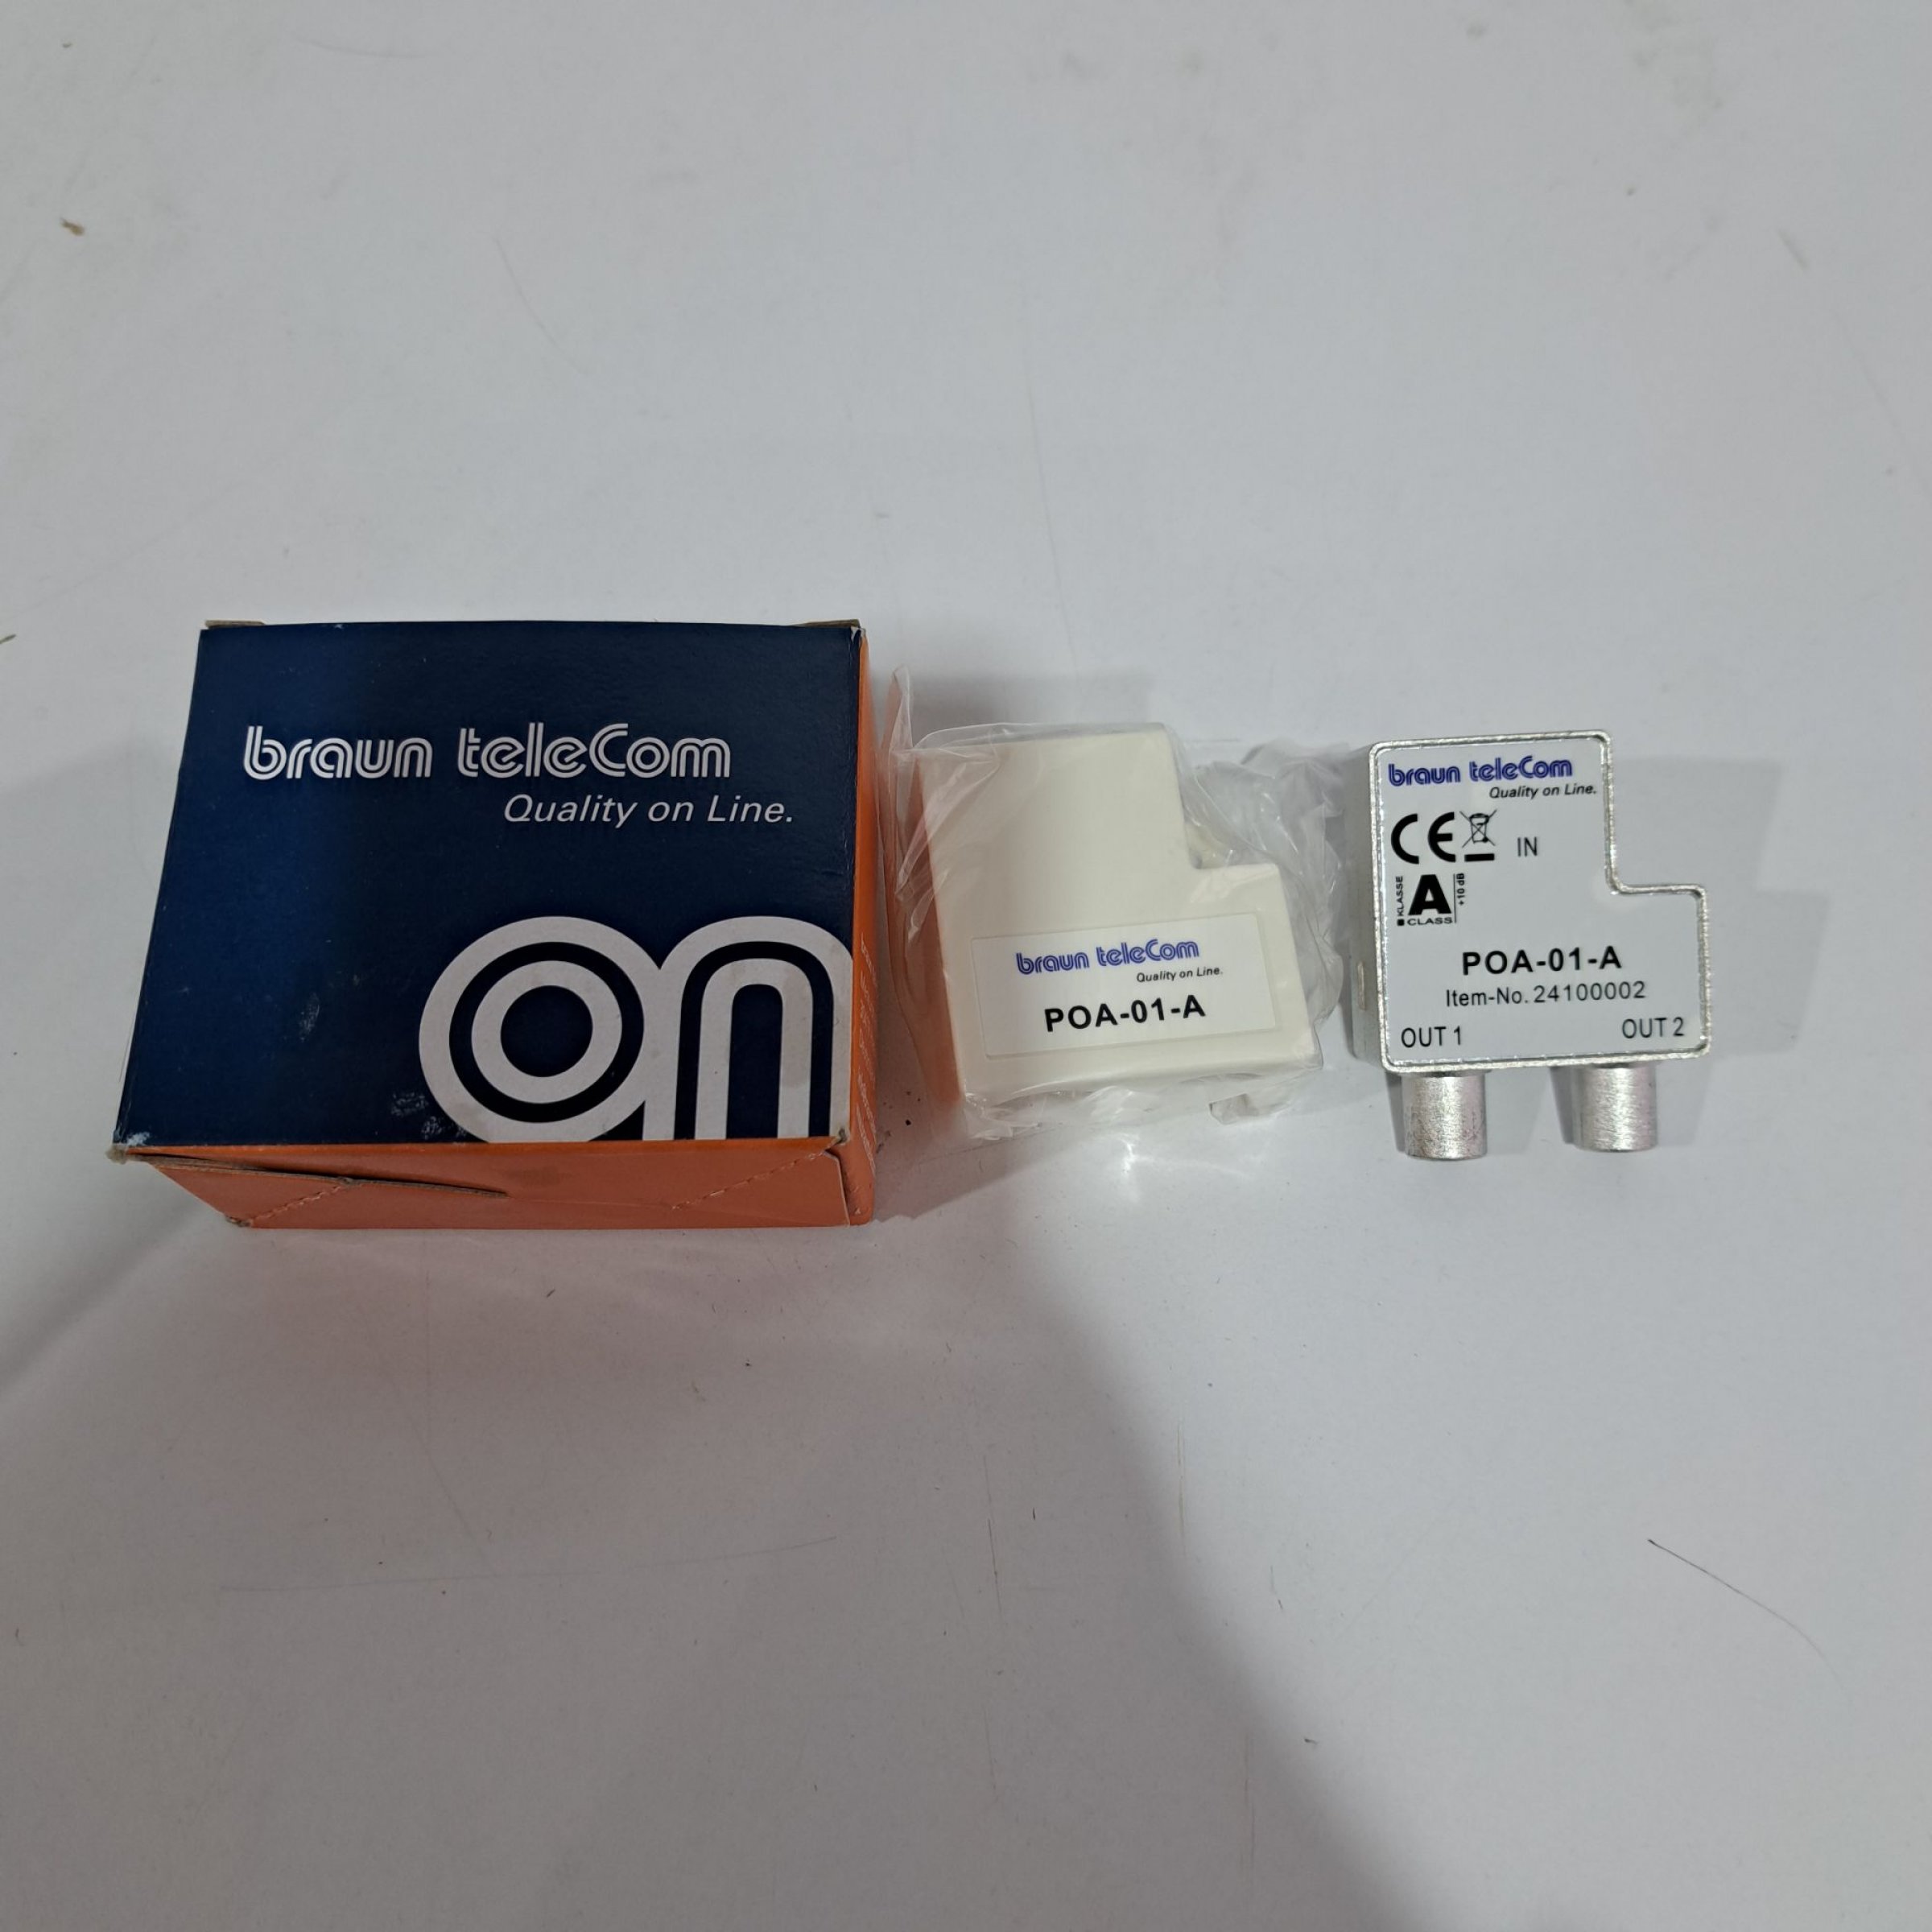 braun teleCom
Quality on Line.
on
braun teleCom
Quality on Line.
POA-01-A
braun teleCom
Quality on Line.
CE
IN
KLASSE
A
+10 dB
CLASS
POA-01-A
Item-No. 24100002
OUT 1
OUT 2